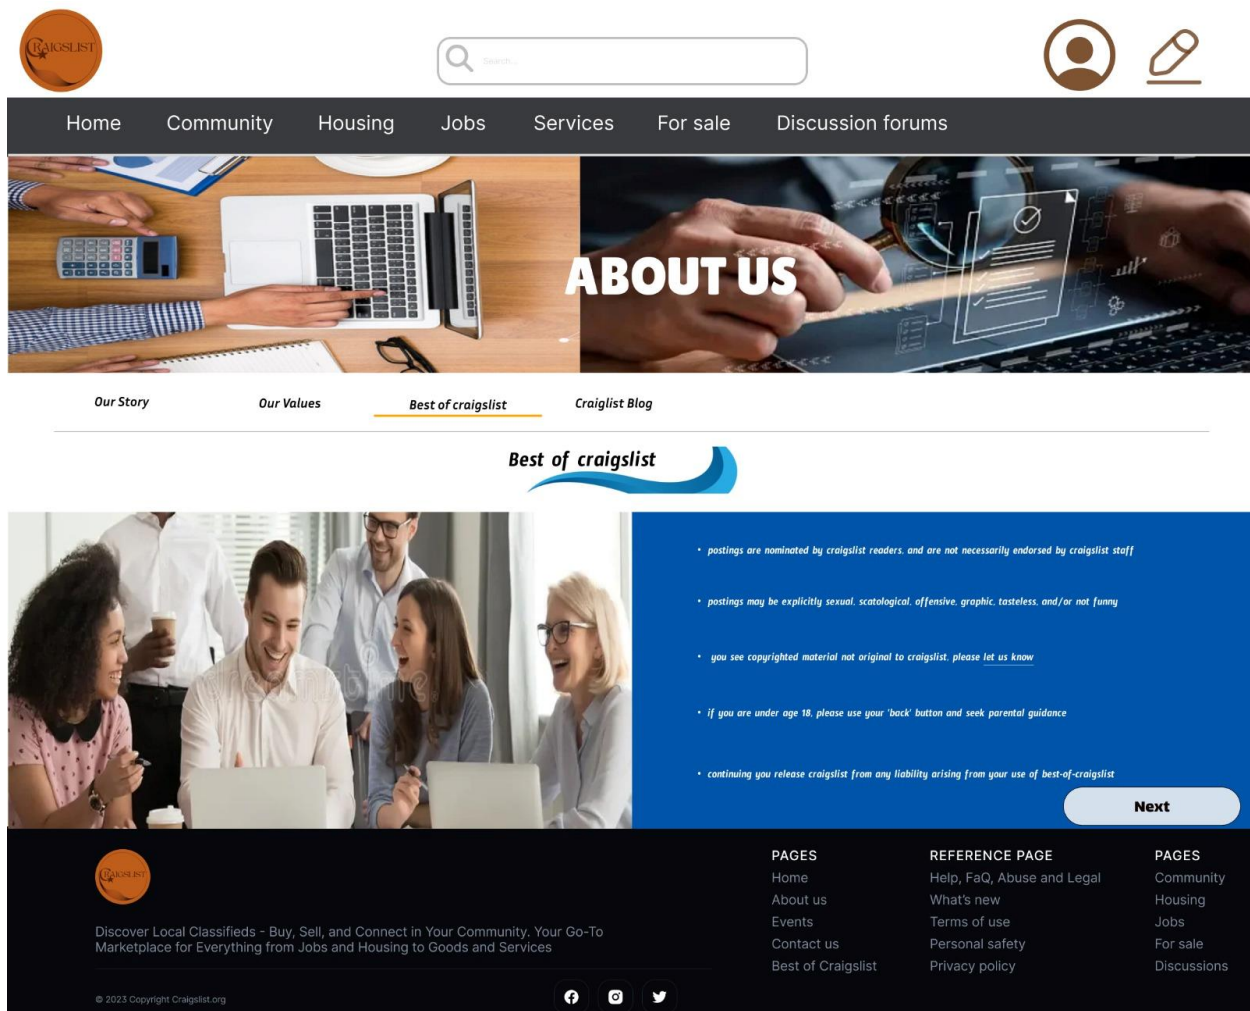 CRAIGSLIST
Search...
Home Community Housing Jobs Services For sale Discussion forums
ABOUT US
Our Story Our Values Best of craigslist Craiglist Blog
Best of craigslist
• postings are nominated by craigslist readers, and are not necessarily endorsed by craigslist staff
• postings may be explicitly sexual, scatological, offensive, graphic, tasteless, and/or not funny
• you see copyrighted material not original to craigslist, please let us know
• if you are under age 18, please use your 'back' button and seek parental guidance
• continuing you release craigslist from any liability arising from your use of best-of-craigslist
Next
CRAIGSLIST
Discover Local Classifieds - Buy, Sell, and Connect in Your Community. Your Go-To
Marketplace for Everything from Jobs and Housing to Goods and Services
© 2023 Copyright Craigslist.org
PAGES
Home
About us
Events
Contact us
Best of Craigslist
REFERENCE PAGE
Help, FaQ, Abuse and Legal
What's new
Terms of use
Personal safety
Privacy policy
PAGES
Community
Housing
Jobs
For sale
Discussions